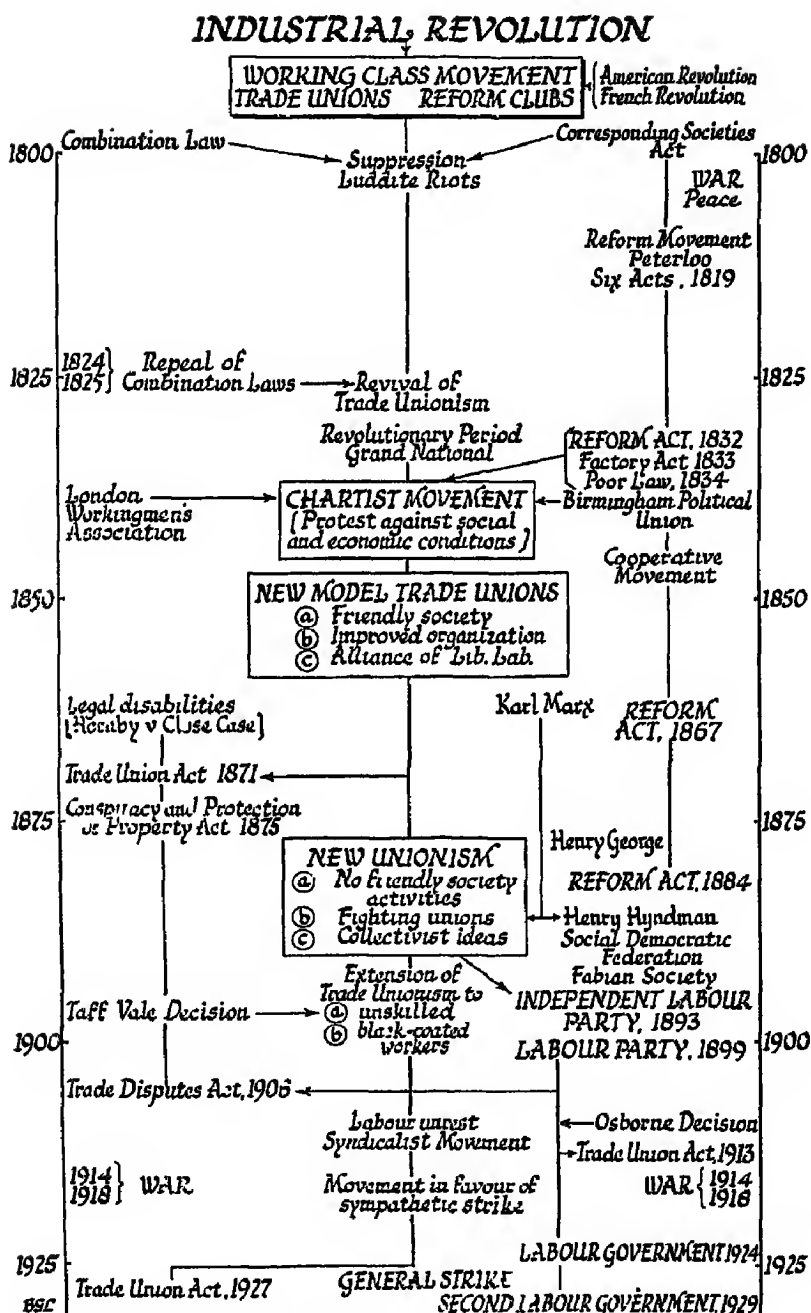 INDUSTRIAL REVOLUTION
WORKING CLASS MOVEMENT
TRADE UNIONS REFORM CLUBS
American Revolution
French Revolution
Combination Law
Corresponding Societies
Act
1800
1800
Suppression
Luddite Riots
WAR
Peace
Reform Movement
Peterloo
Six Acts, 1819
1824
1825
Repeal of
Combination Laws
1825
1825
Revival of
Trade Unionism
Revolutionary Period
Grand National
REFORM ACT, 1832
Factory Act 1833
Poor Law, 1834
Birmingham Political
Union
London
Workingmen's
Association
CHARTIST MOVEMENT
[Protest against social
and economic conditions]
Cooperative
Movement
1850
1850
NEW MODEL TRADE UNIONS
a Friendly society
b Improved organization
c Alliance of Lib. Lab.
Legal disabilities
[Hornby v Close Case]
Karl Marx
REFORM
ACT, 1867
Trade Union Act 1871
Conspiracy and Protection
of Property Act 1875
1875
1875
Henry George
NEW UNIONISM
a No friendly society
activities
b Fighting unions
c Collectivist ideas
REFORM ACT, 1884
Henry Hyndman
Social Democratic
Federation
Fabian Society
Extension of
Trade Unionism to
a unskilled
b black-coated
workers
Taff Vale Decision
INDEPENDENT LABOUR
PARTY, 1893
1900
1900
LABOUR PARTY, 1899
Trade Disputes Act, 1906
Labour unrest
Syndicalist Movement
Osborne Decision
Trade Union Act, 1913
1914
1918
WAR
Movement in favour of
sympathetic strike
WAR
1914
1918
LABOUR GOVERNMENT 1924
1925
1925
Trade Union Act, 1927
GENERAL STRIKE
SECOND LABOUR GOVERNMENT, 1929
BSC